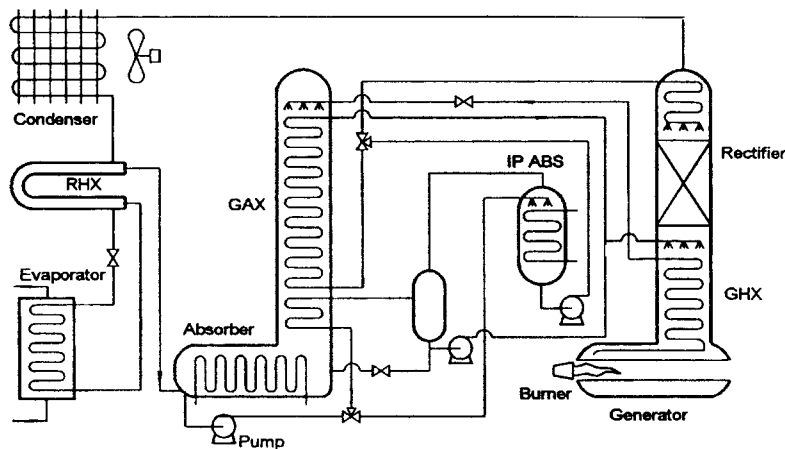 Condenser
IP ABS
Rectifier
RHX
GAX
Evaporator
GHX
Absorber
Burner
Generator
Pump